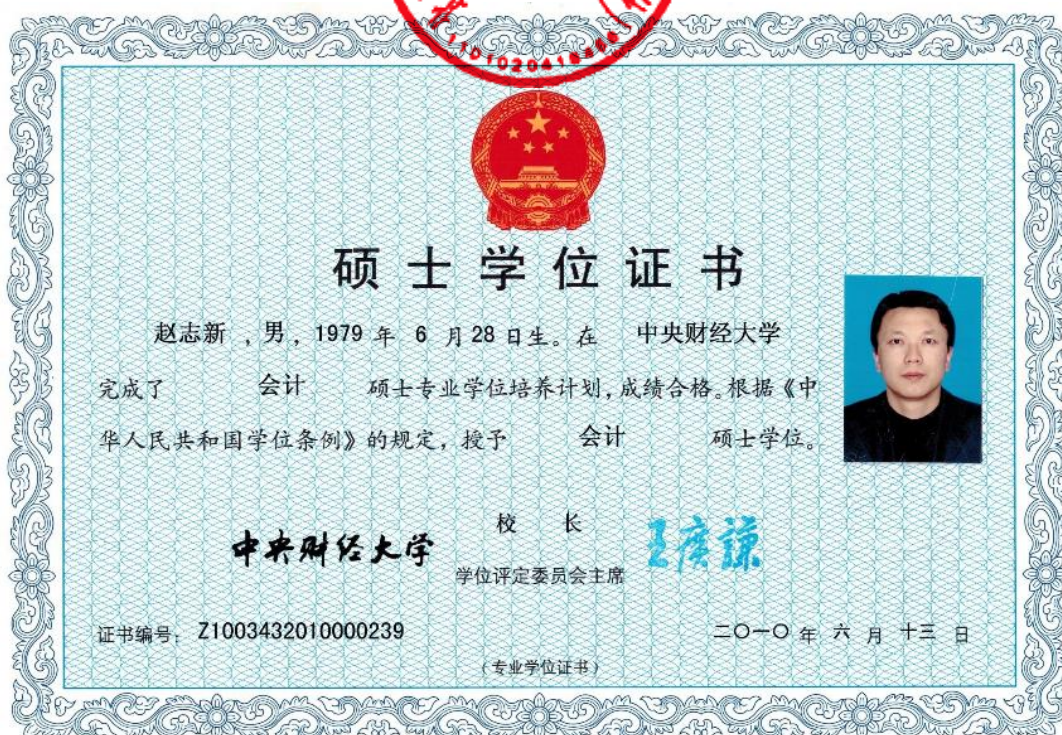 硕士学位证书
赵志新 , 男 , 1979 年 6 月 28 日生。在 中央财经大学
完成了 会计 硕士专业学位培养计划,成绩合格。根据《中
华人民共和国学位条例》的规定,授予 会计 硕士学位。
中央财经大学
校 长
学位评定委员会主席
王广谦
证书编号: Z1003432010000239
二〇一〇 年 六 月 十三 日
(专业学位证书)